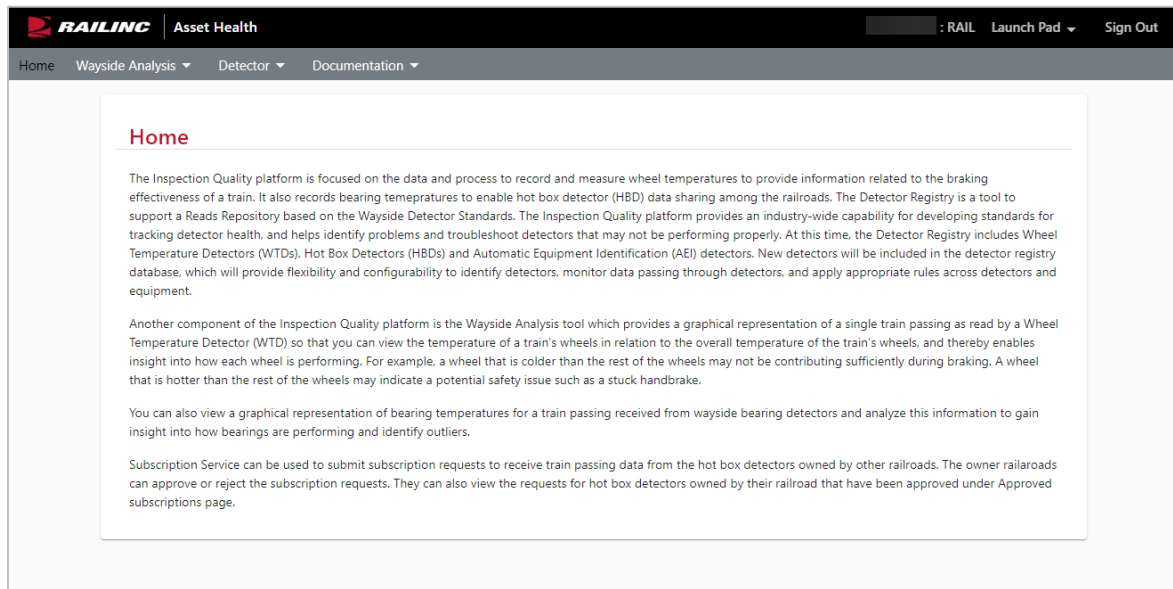 RAILINC Asset Health : RAIL Launch Pad Sign Out
Home Wayside Analysis Detector Documentation
Home
The Inspection Quality platform is focused on the data and process to record and measure wheel temperatures to provide information related to the braking
effectiveness of a train. It also records bearing temepratures to enable hot box detector (HBD) data sharing among the railroads. The Detector Registry is a tool to
support a Reads Repository based on the Wayside Detector Standards. The Inspection Quality platform provides an industry-wide capability for developing standards for
tracking detector health, and helps identify problems and troubleshoot detectors that may not be performing properly. At this time, the Detector Registry includes Wheel
Temperature Detectors (WTDs), Hot Box Detectors (HBDs) and Automatic Equipment Identification (AEI) detectors. New detectors will be included in the detector registry
database, which will provide flexibility and configurability to identify detectors, monitor data passing through detectors, and apply appropriate rules across detectors and
equipment.
Another component of the Inspection Quality platform is the Wayside Analysis tool which provides a graphical representation of a single train passing as read by a Wheel
Temperature Detector (WTD) so that you can view the temperature of a train's wheels in relation to the overall temperature of the train's wheels, and thereby enables
insight into how each wheel is performing. For example, a wheel that is colder than the rest of the wheels may not be contributing sufficiently during braking. A wheel
that is hotter than the rest of the wheels may indicate a potential safety issue such as a stuck handbrake.
You can also view a graphical representation of bearing temperatures for a train passing received from wayside bearing detectors and analyze this information to gain
insight into how bearings are performing and identify outliers.
Subscription Service can be used to submit subscription requests to receive train passing data from the hot box detectors owned by other railroads. The owner railaroads
can approve or reject the subscription requests. They can also view the requests for hot box detectors owned by their railroad that have been approved under Approved
subscriptions page.